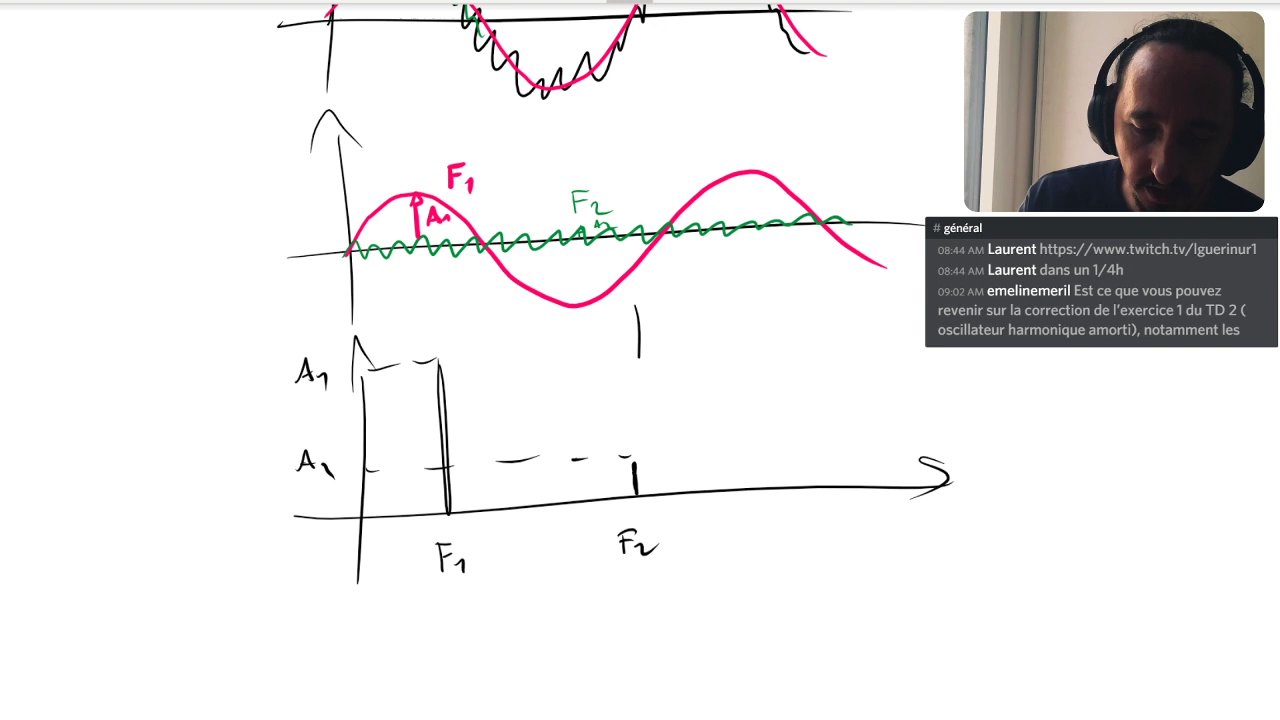 F1
A1
F2
A2
A1
A2
F1
F2
# général
08:44 AM Laurent https://www.twitch.tv/lguerinur1
08:44 AM Laurent dans un 1/4h
09:02 AM emelinemeril Est ce que vous pouvez
revenir sur la correction de l'exercice 1 du TD 2 (
oscillateur harmonique amorti), notamment les